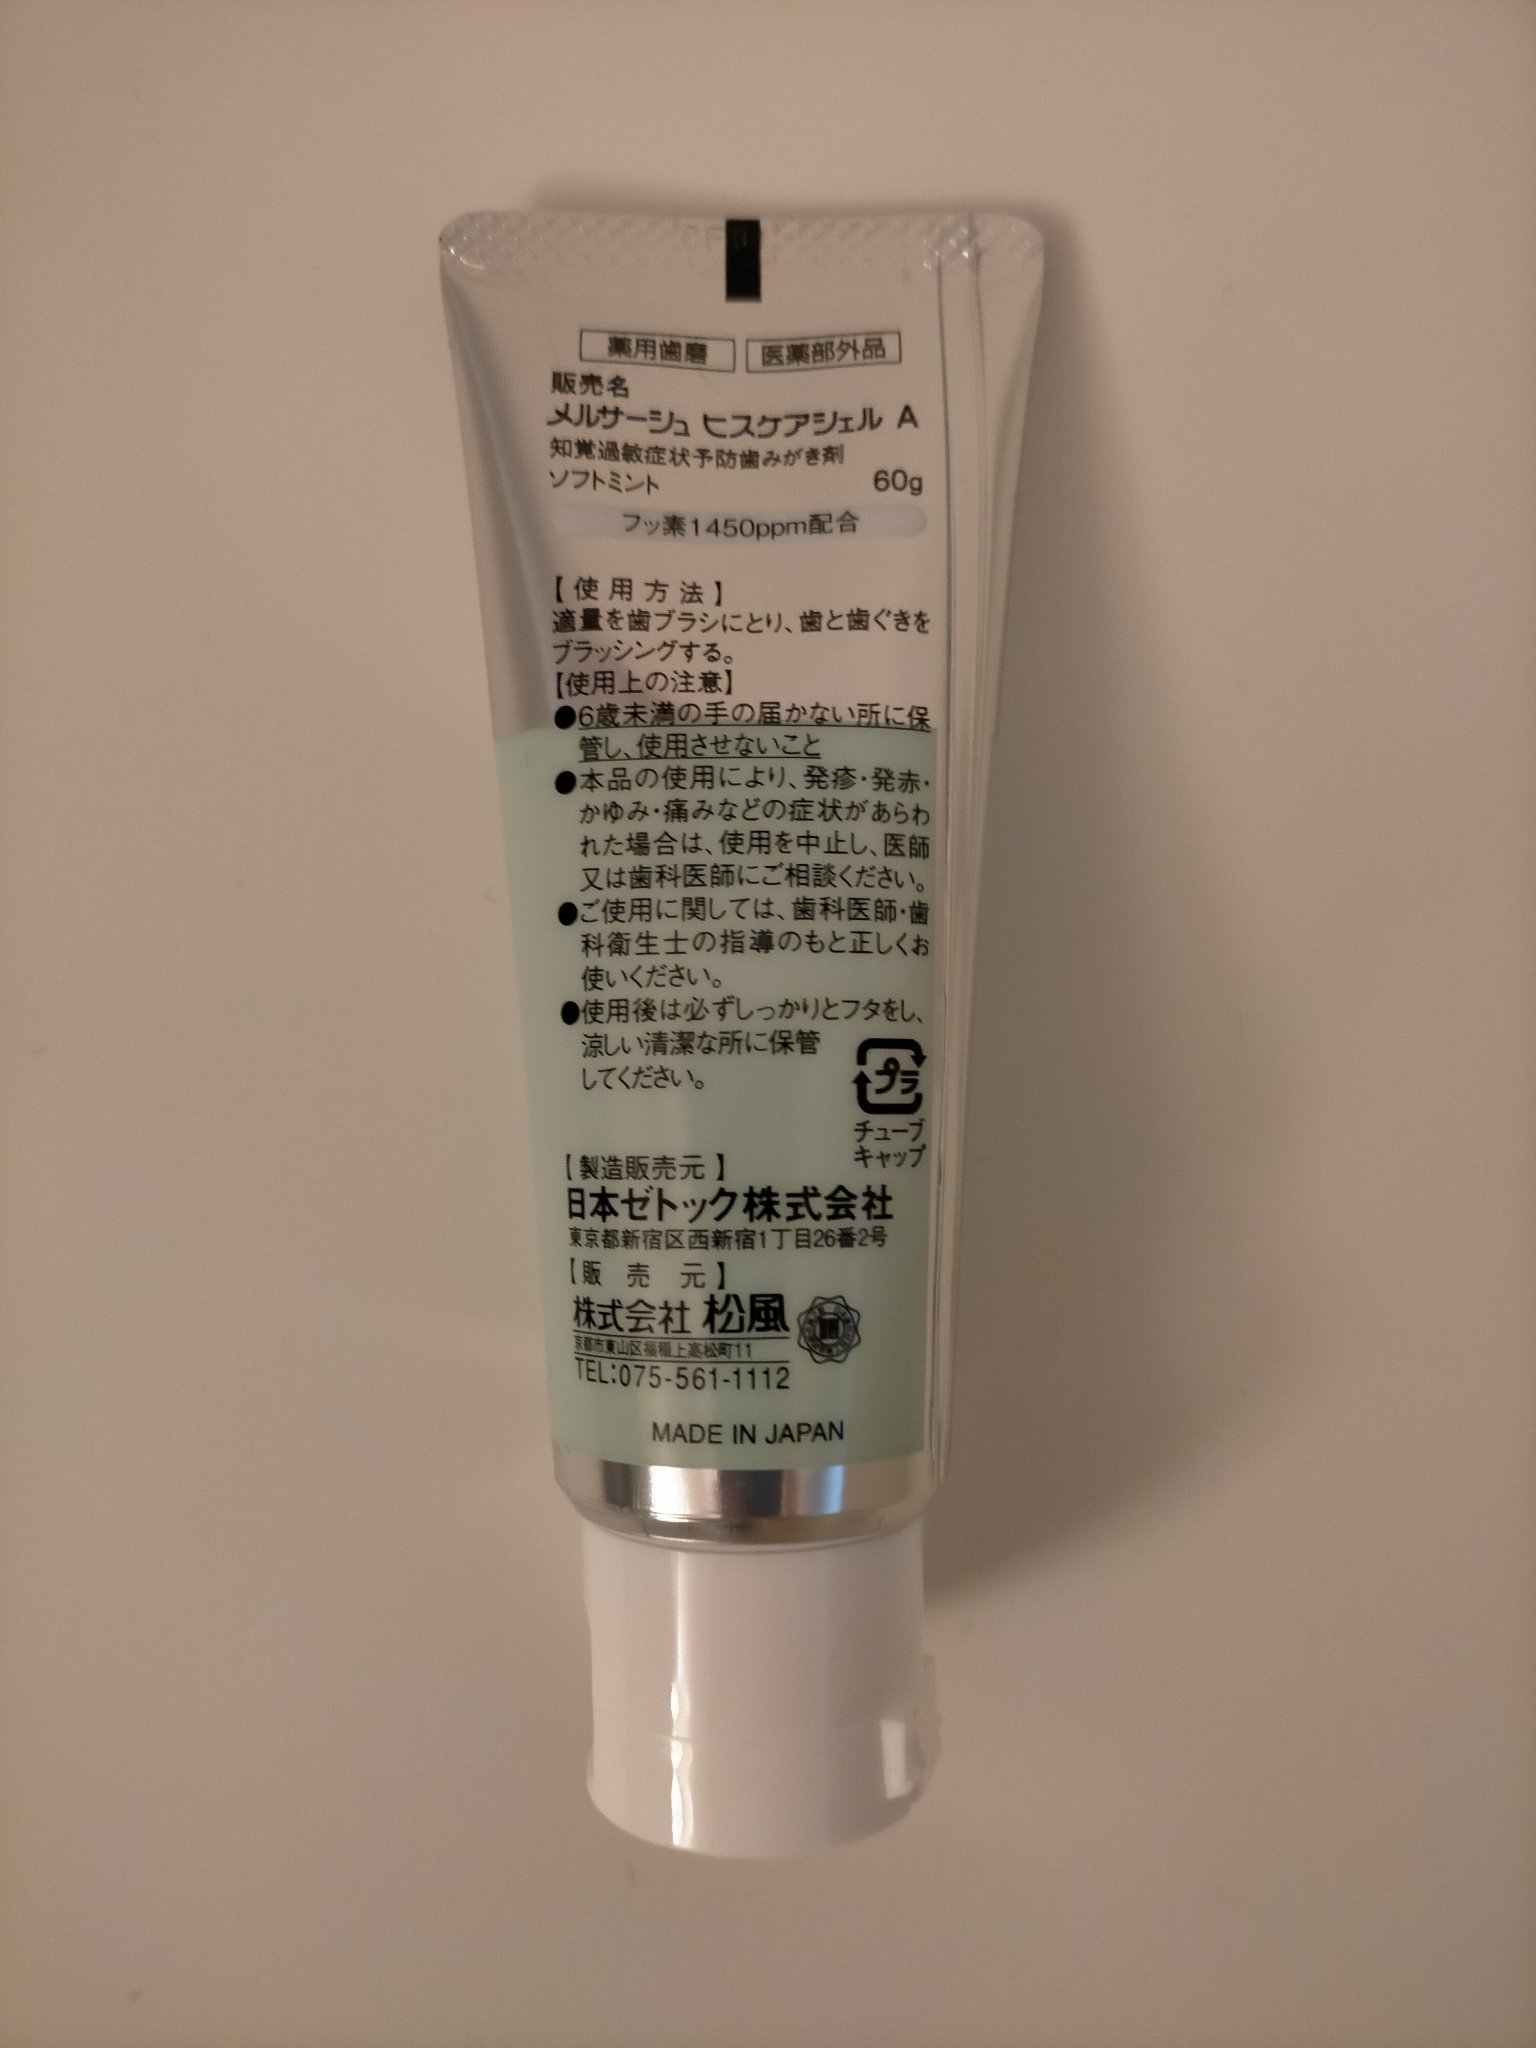 薬用歯磨 医薬部外品
販売名
メルサージュ ヒスケアジェル A
知覚過敏症状予防歯みがき剤
ソフトミント 60g
フッ素1450ppm配合
【使用方法】
適量を歯ブラシにとり、歯と歯ぐきを
ブラッシングする。
【使用上の注意】
●6歳未満の手の届かない所に保
管し、使用させないこと
●本品の使用により、発疹・発赤・
かゆみ・痛みなどの症状があらわ
れた場合は、使用を中止し、医師
又は歯科医師にご相談ください。
●ご使用に関しては、歯科医師・歯
科衛生士の指導のもと正しくお
使いください。
●使用後は必ずしっかりとフタをし、
涼しい清潔な所に保管
してください。
プラ
チューブ
キャップ
【製造販売元】
日本ゼトック株式会社
東京都新宿区西新宿1丁目26番2号
【販売元】
株式会社 松風
京都市東山区福稲上高松町11
TEL:075-561-1112
MADE IN JAPAN